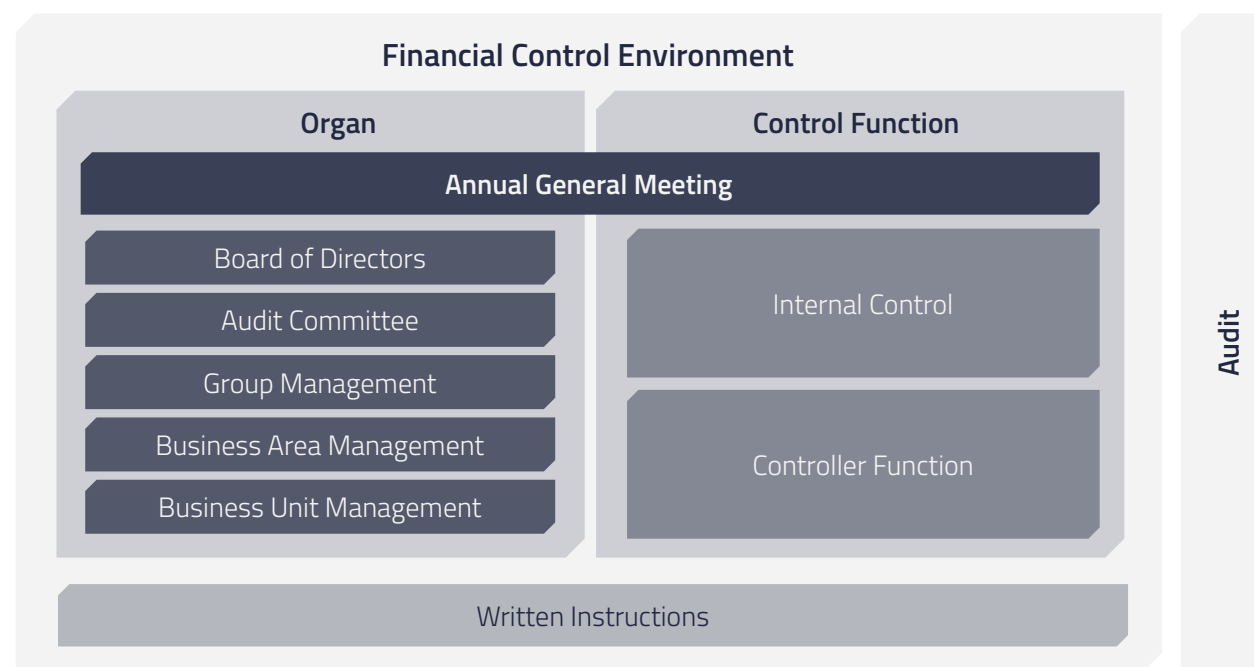 Financial Control Environment
Organ
Control Function
Annual General Meeting
Board of Directors
Audit Committee
Group Management
Business Area Management
Business Unit Management
Internal Control
Controller Function
Written Instructions
Audit